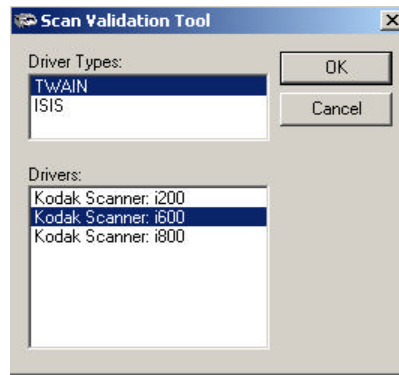 Scan Validation Tool
Driver Types:
TWAIN
ISIS
OK
Cancel
Drivers:
Kodak Scanner: i200
Kodak Scanner: i600
Kodak Scanner: i800